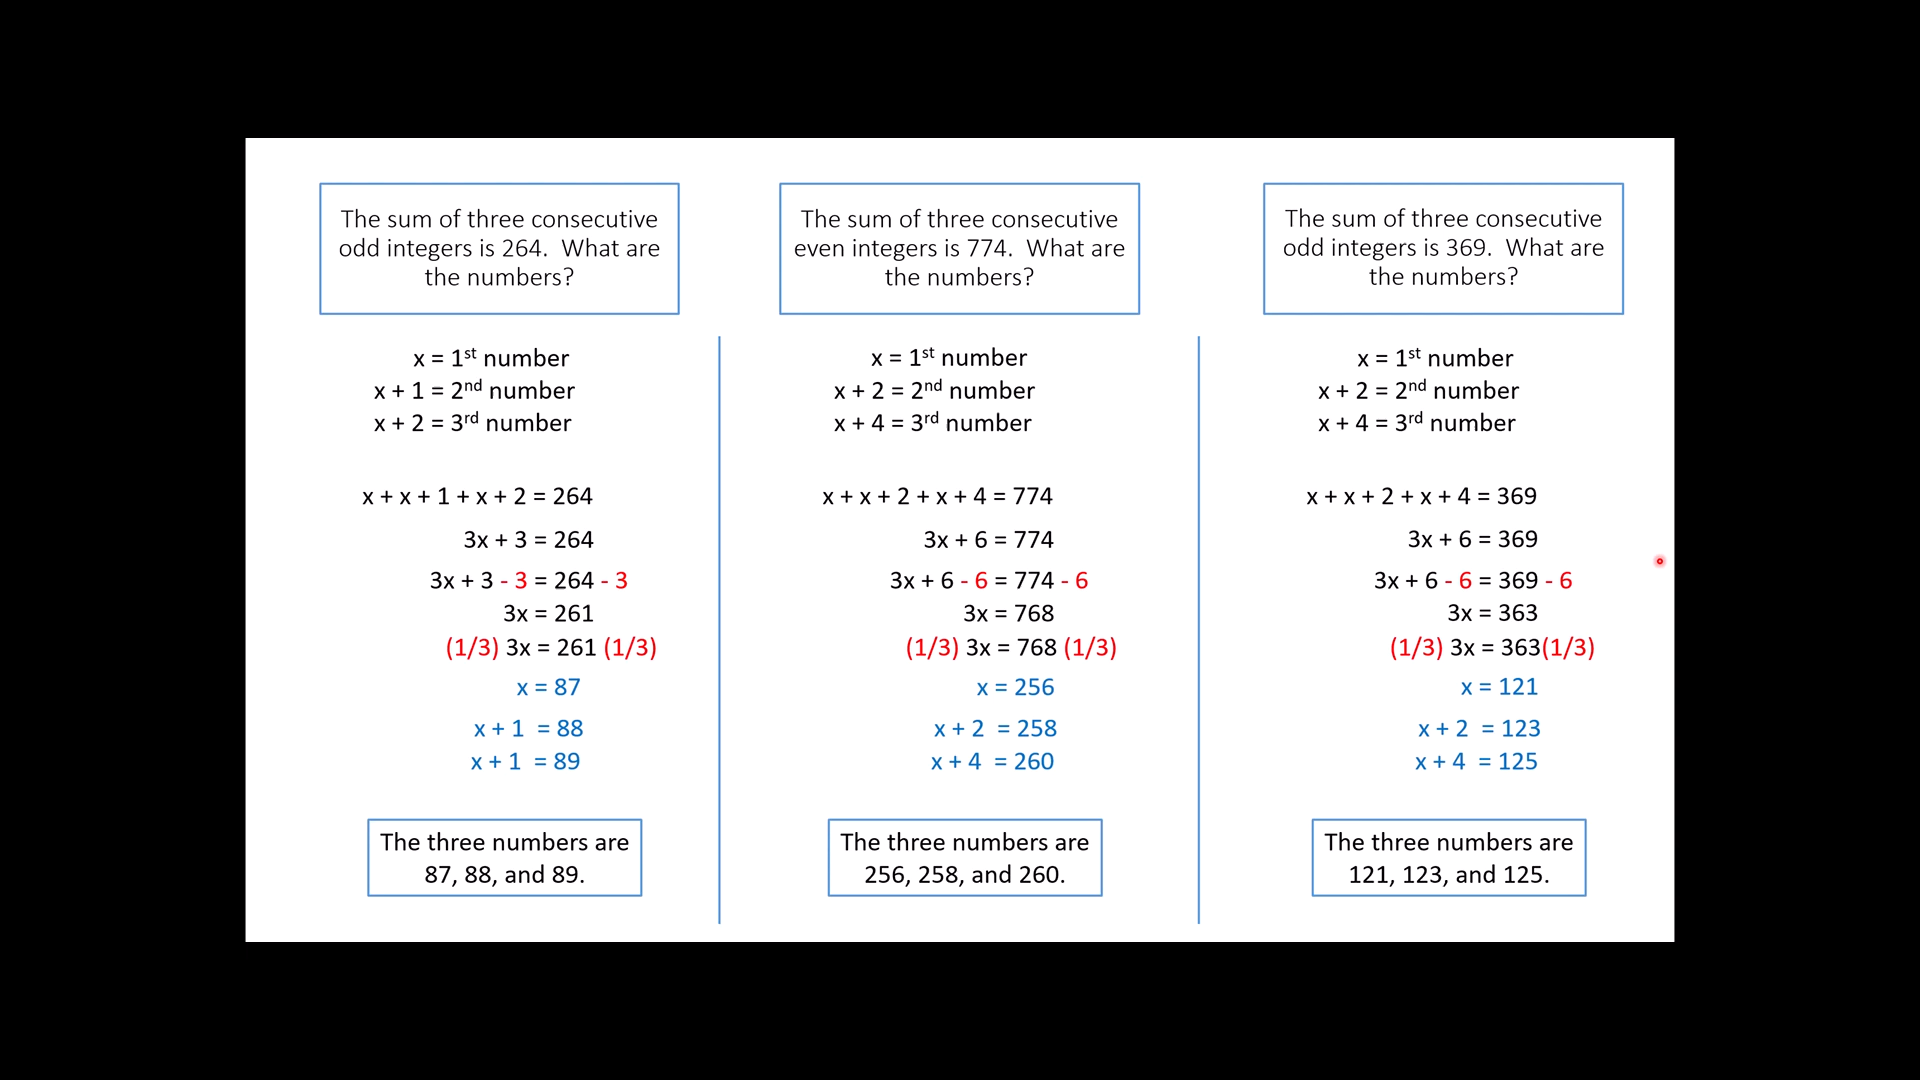 The sum of three consecutive
odd integers is 264.  What are
the numbers?
x = 1st number
x + 1 = 2nd number
x + 2 = 3rd number
x + x + 1 + x + 2 = 264
3x + 3 = 264
3x + 3 - 3 = 264 - 3
3x = 261
(1/3) 3x = 261 (1/3)
x = 87
x + 1  = 88
x + 1  = 89
The three numbers are
87, 88, and 89.
The sum of three consecutive
even integers is 774.  What are
the numbers?
x = 1st number
x + 2 = 2nd number
x + 4 = 3rd number
x + x + 2 + x + 4 = 774
3x + 6 = 774
3x + 6 - 6 = 774 - 6
3x = 768
(1/3) 3x = 768 (1/3)
x = 256
x + 2  = 258
x + 4  = 260
The three numbers are
256, 258, and 260.
The sum of three consecutive
odd integers is 369.  What are
the numbers?
x = 1st number
x + 2 = 2nd number
x + 4 = 3rd number
x + x + 2 + x + 4 = 369
3x + 6 = 369
3x + 6 - 6 = 369 - 6
3x = 363
(1/3) 3x = 363(1/3)
x = 121
x + 2  = 123
x + 4  = 125
The three numbers are
121, 123, and 125.